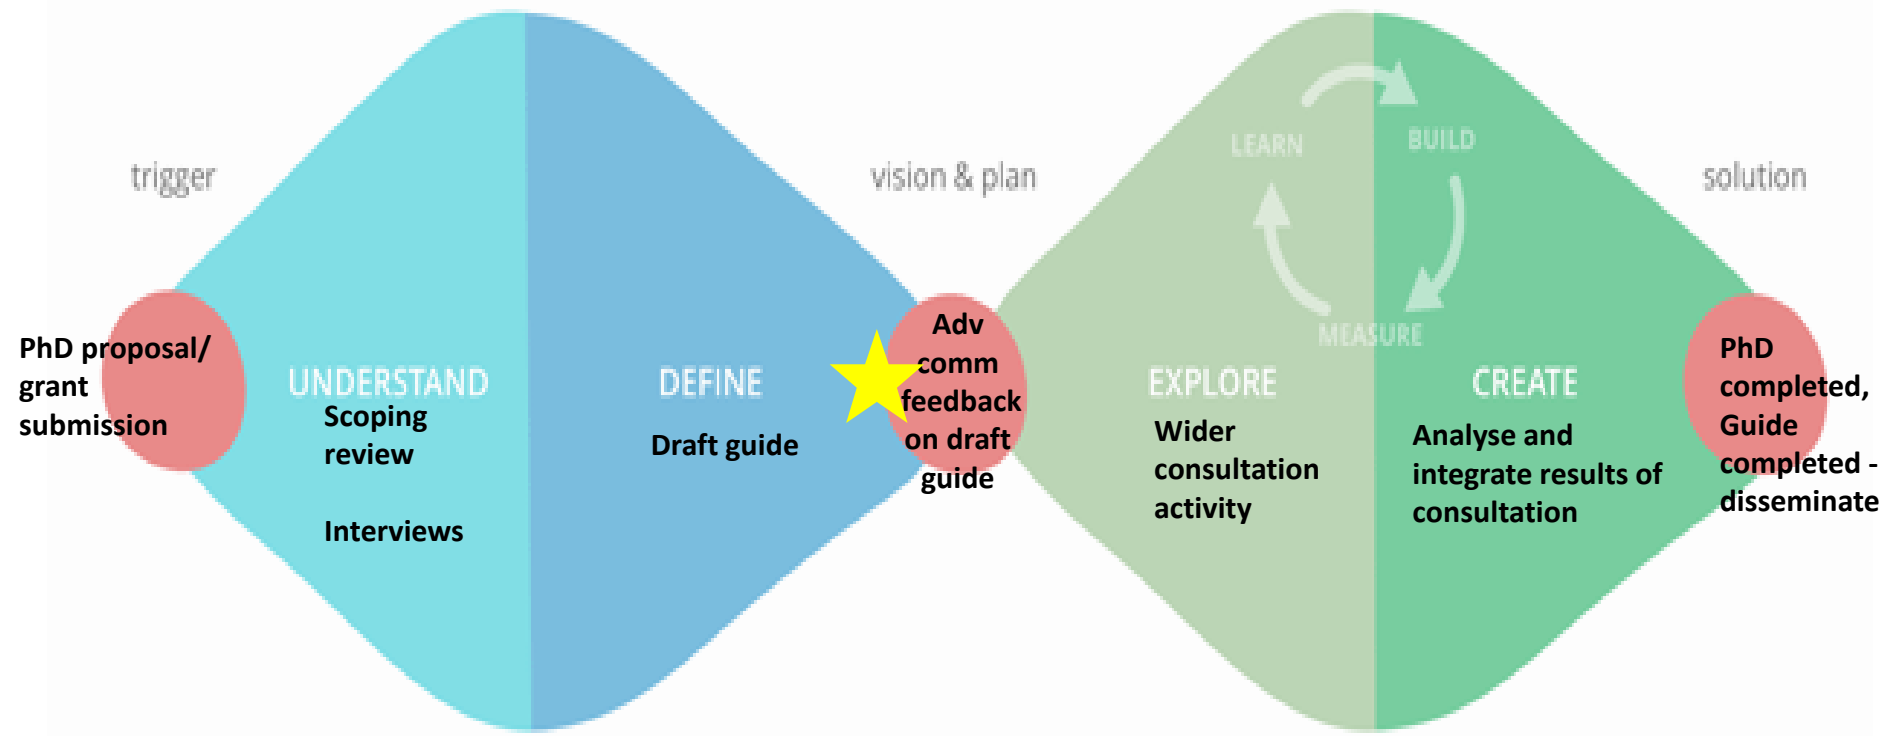 trigger
vision & plan
solution
PhD proposal/
grant
submission
UNDERSTAND
Scoping
review
Interviews
DEFINE
Draft guide
Adv
comm
feedback
on draft
guide
LEARN
BUILD
MEASURE
EXPLORE
Wider
consultation
activity
CREATE
Analyse and
integrate results of
consultation
PhD
completed,
Guide
completed -
disseminate